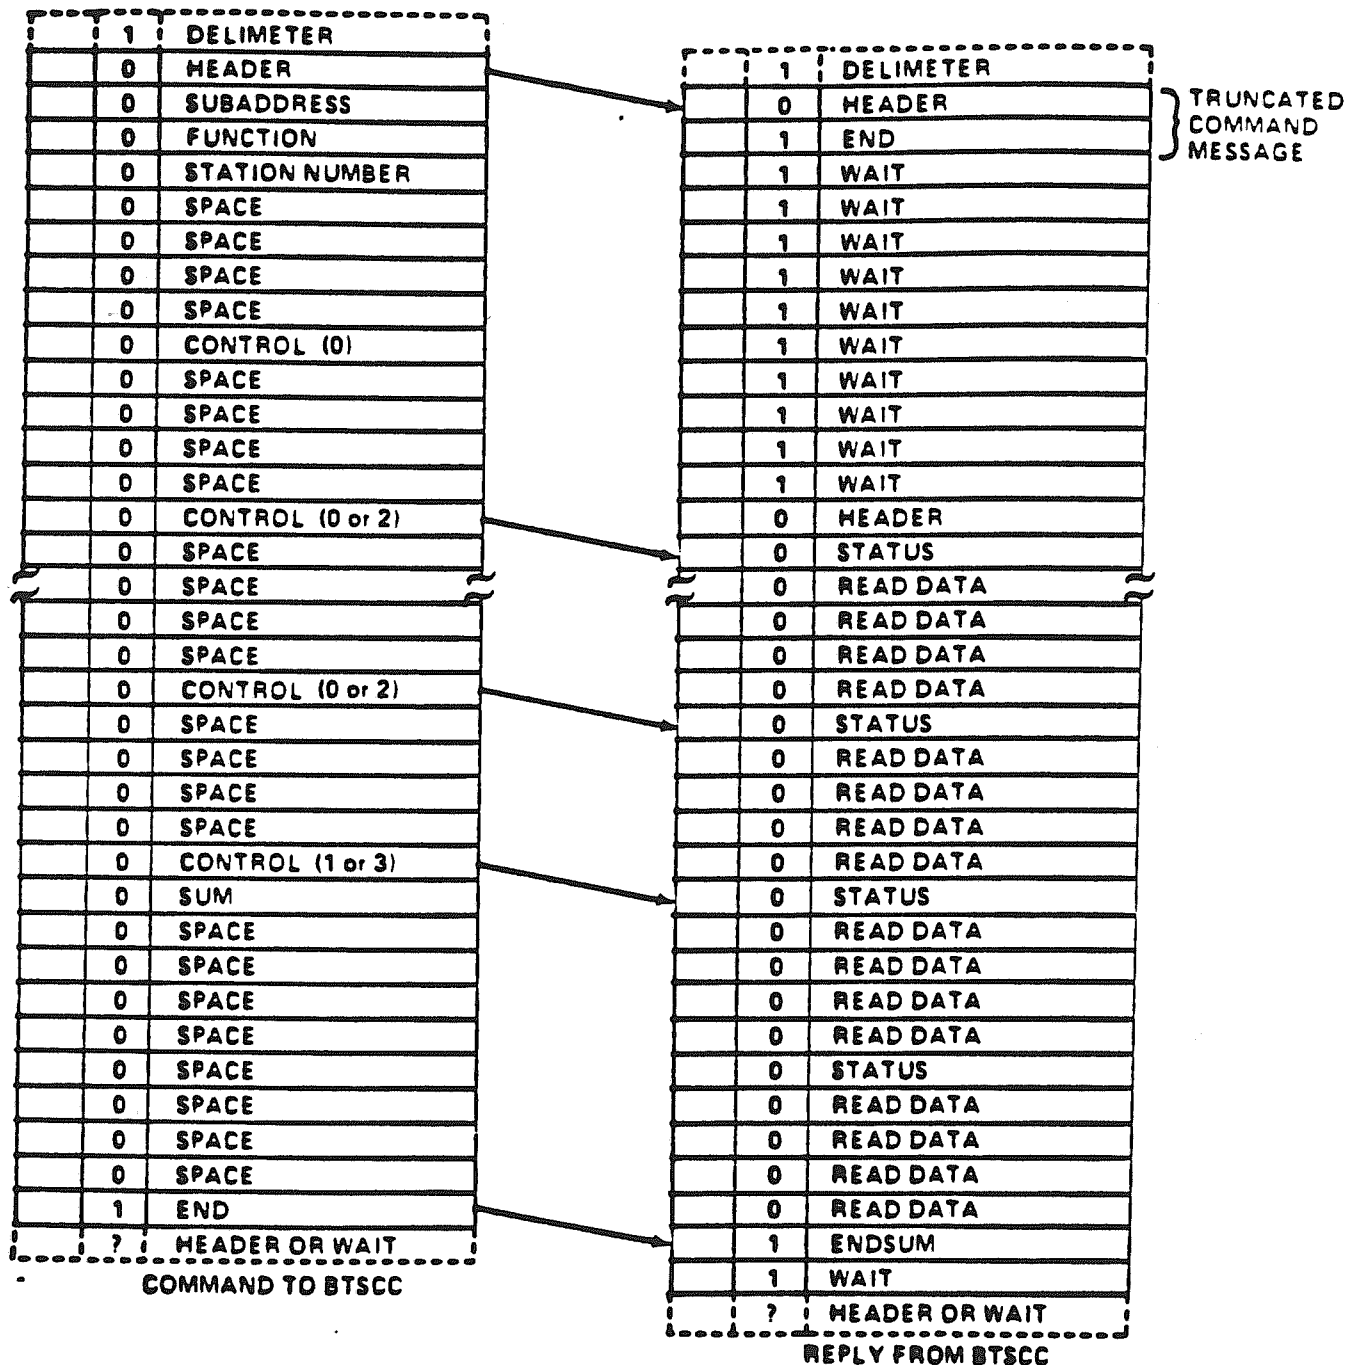 1 DELIMETER
0 HEADER
0 SUBADDRESS
0 FUNCTION
0 STATION NUMBER
0 SPACE
0 SPACE
0 SPACE
0 SPACE
0 CONTROL (0)
0 SPACE
0 SPACE
0 SPACE
0 SPACE
0 CONTROL (0 or 2)
0 SPACE
0 SPACE
0 SPACE
0 SPACE
0 CONTROL (0 or 2)
0 SPACE
0 SPACE
0 SPACE
0 SPACE
0 CONTROL (1 or 3)
0 SUM
0 SPACE
0 SPACE
0 SPACE
0 SPACE
0 SPACE
0 SPACE
0 SPACE
0 SPACE
1 END
? HEADER OR WAIT
COMMAND TO BTSCC
1 DELIMETER
0 HEADER
1 END
1 WAIT
1 WAIT
1 WAIT
1 WAIT
1 WAIT
1 WAIT
1 WAIT
1 WAIT
1 WAIT
1 WAIT
0 HEADER
0 STATUS
0 READ DATA
0 READ DATA
0 READ DATA
0 READ DATA
0 STATUS
0 READ DATA
0 READ DATA
0 READ DATA
0 READ DATA
0 STATUS
0 READ DATA
0 READ DATA
0 READ DATA
0 READ DATA
0 STATUS
0 READ DATA
0 READ DATA
0 READ DATA
0 READ DATA
1 ENDSUM
1 WAIT
? HEADER OR WAIT
REPLY FROM BTSCC
TRUNCATED
COMMAND
MESSAGE